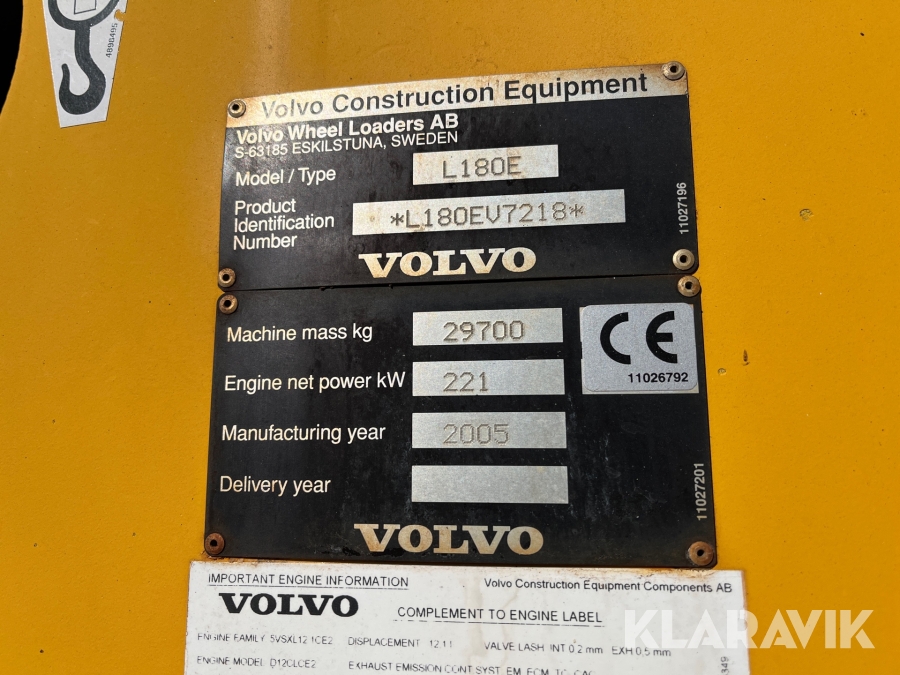 4896495
Volvo Construction Equipment
Volvo Wheel Loaders AB
S-63185 ESKILSTUNA, SWEDEN
Model / Type L180E
Product
Identification
Number *L180EV7218*
11027196
VOLVO
Machine mass kg 29700
CE
11026792
Engine net power kW 221
Manufacturing year 2005
Delivery year
11027201
VOLVO
IMPORTANT ENGINE INFORMATION Volvo Construction Equipment Components AB
VOLVO COMPLEMENT TO ENGINE LABEL
ENGINE FAMILY 5VSXL12.1CE2 DISPLACEMENT 12.1 l VALVE LASH INT 0.2 mm EXH 0.5 mm
ENGINE MODEL D12CLCE2 EXHAUST EMISSION CONT.SYST. EM, ECM, TC,
349
KLARAVIK